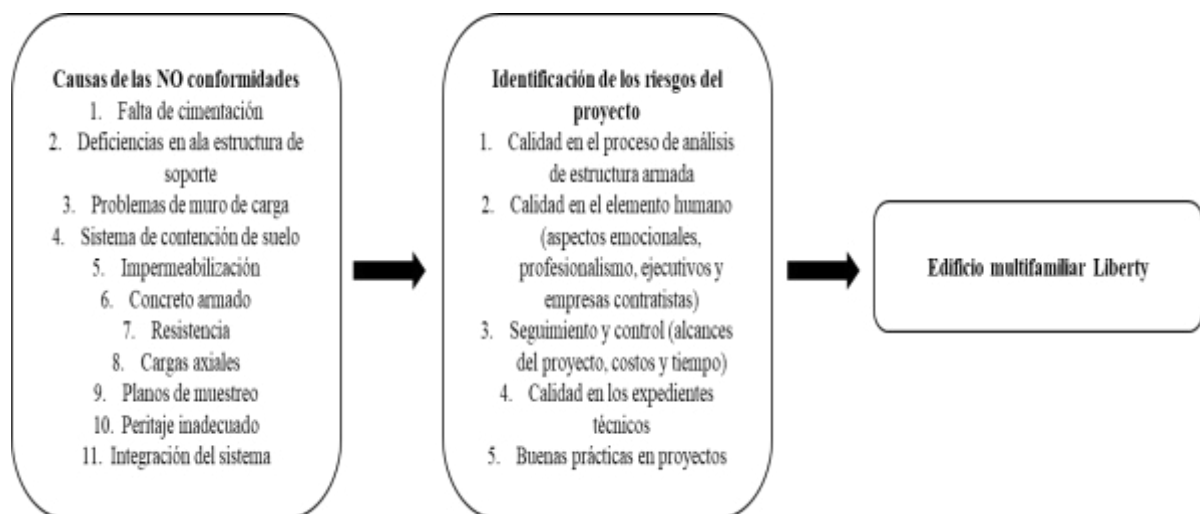 Causas de las NO conformidades
1. Falta de cimentación
2. Deficiencias en ala estructura de
soporte
3. Problemas de muro de carga
4. Sistema de contención de suelo
5. Impermeabilización
6. Concreto armado
7. Resistencia
8. Cargas axiales
9. Planos de muestreo
10. Peritaje inadecuado
11. Integración del sistema
Identificación de los riesgos del
proyecto
1. Calidad en el proceso de análisis
de estructura armada
2. Calidad en el elemento humano
(aspectos emocionales,
profesionalismo, ejecutivos y
empresas contratistas)
3. Seguimiento y control (alcances
del proyecto, costos y tiempo)
4. Calidad en los expedientes
técnicos
5. Buenas prácticas en proyectos
Edificio multifamiliar Liberty